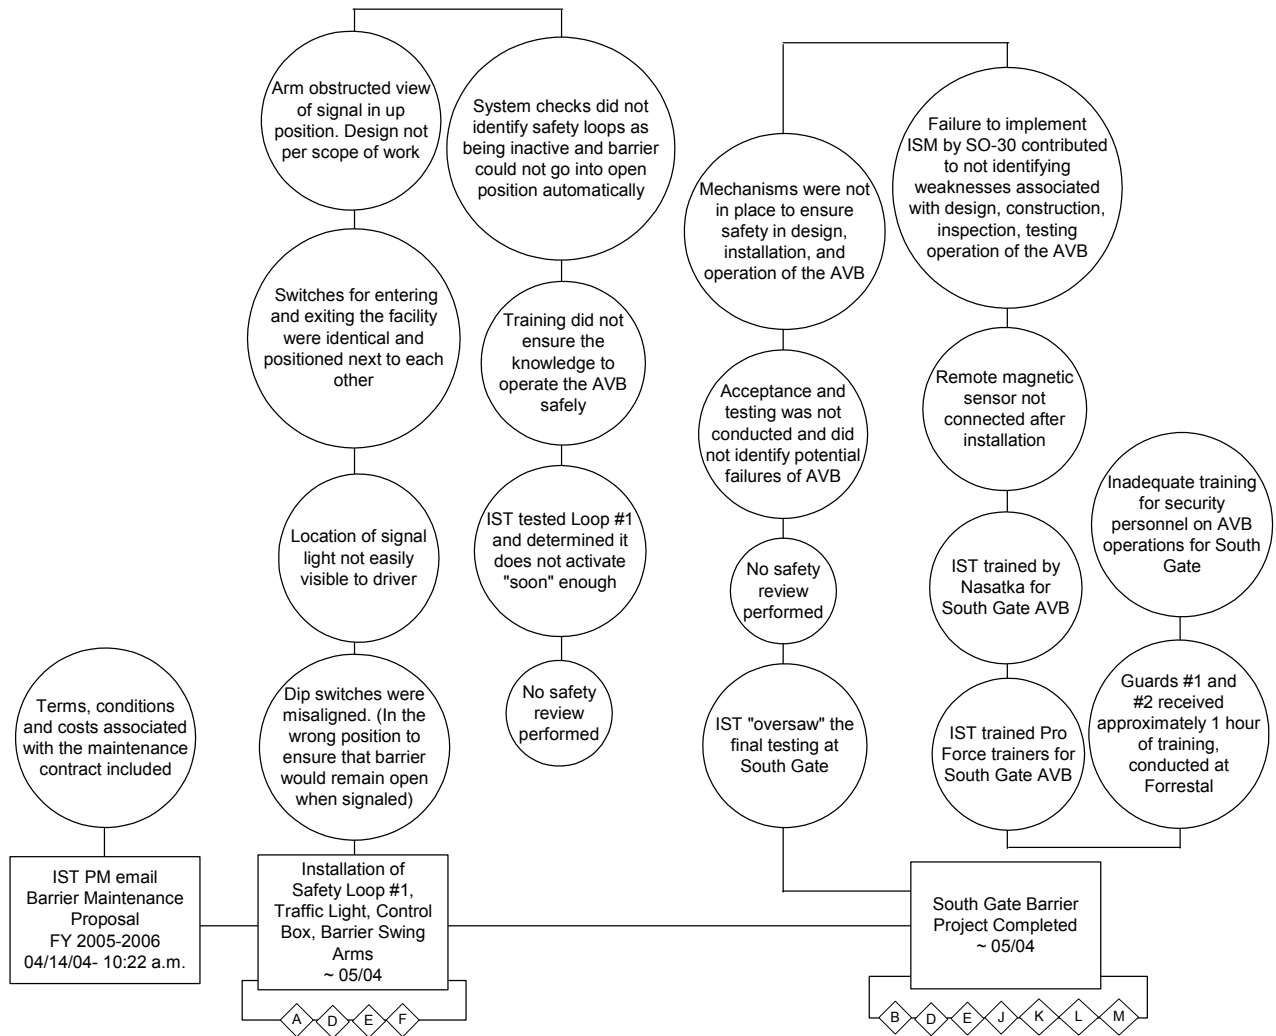 Arm obstructed view
of signal in up
position. Design not
per scope of work
System checks did not
identify safety loops as
being inactive and barrier
could not go into open
position automatically
Mechanisms were not
in place to ensure
safety in design,
installation, and
operation of the AVB
Failure to implement
ISM by SO-30 contributed
to not identifying
weaknesses associated
with design, construction,
inspection, testing
operation of the AVB
Switches for entering
and exiting the facility
were identical and
positioned next to each
other
Training did not
ensure the
knowledge to
operate the AVB
safely
Acceptance and
testing was not
conducted and did
not identify potential
failures of AVB
Remote magnetic
sensor not
connected after
installation
Inadequate training
for security
personnel on AVB
operations for South
Gate
Location of signal
light not easily
visible to driver
IST tested Loop #1
and determined it
does not activate
"soon" enough
No safety
review
performed
IST trained by
Nasatka for
South Gate AVB
Terms, conditions
and costs associated
with the maintenance
contract included
Dip switches were
misaligned. (In the
wrong position to
ensure that barrier
would remain open
when signaled)
No safety
review
performed
IST "oversaw" the
final testing at
South Gate
IST trained Pro
Force trainers for
South Gate AVB
Guards #1 and
#2 received
approximately 1 hour
of training,
conducted at
Forrestal
IST PM email
Barrier Maintenance
Proposal
FY 2005-2006
04/14/04- 10:22 a.m.
Installation of
Safety Loop #1,
Traffic Light, Control
Box, Barrier Swing
Arms
~ 05/04
South Gate Barrier
Project Completed
~ 05/04
A D E F
B D E J K L M